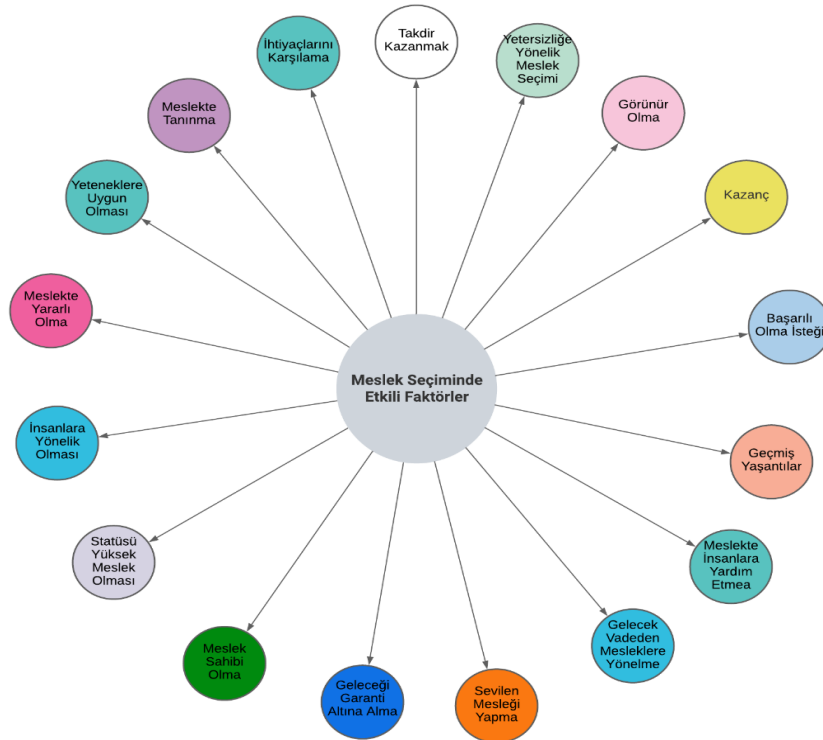 Takdir
Kazanmak
Yetersizliğe
Yönelik
Meslek
Seçimi
Görünür
Olma
Kazanç
Başarılı
Olma İsteği
Geçmiş
Yaşantılar
Meslekte
İnsanlara
Yardım
Etmea
Gelecek
Vadeden
Mesleklere
Yönelme
Sevilen
Mesleği
Yapma
Geleceği
Garanti
Altına Alma
Meslek
Sahibi
Olma
Statüsü
Yüksek
Meslek
Olması
İnsanlara
Yönelik
Olması
Meslekte
Yararlı
Olma
Yeteneklere
Uygun
Olması
Meslekte
Tanınma
İhtiyaçlarını
Karşılama
Meslek Seçiminde
Etkili Faktörler